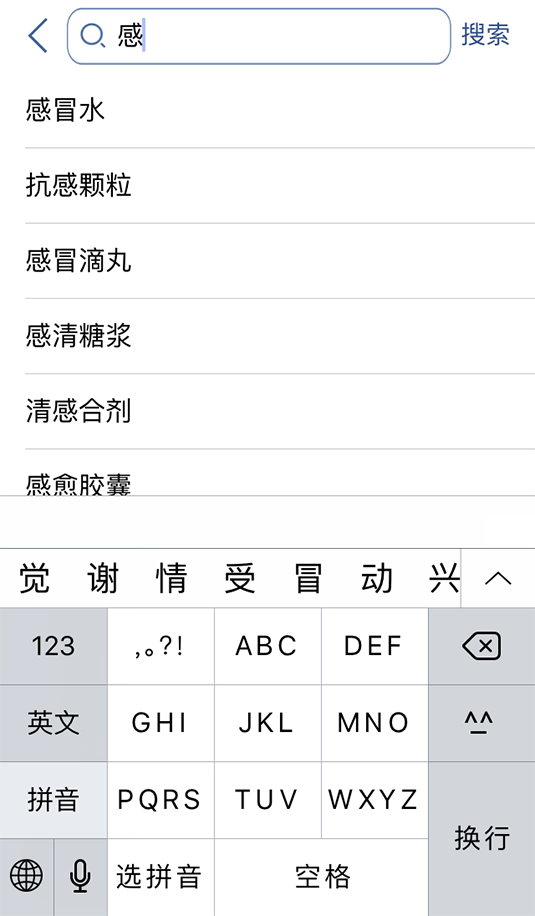 感 搜索
感冒水
抗感颗粒
感冒滴丸
感清糖浆
清感合剂
感愈胶囊
觉 谢 情 受 冒 动 兴
123 ,。?! ABC DEF
英文 GHI JKL MNO ^^
拼音 PQRS TUV WXYZ 换行
选拼音 空格